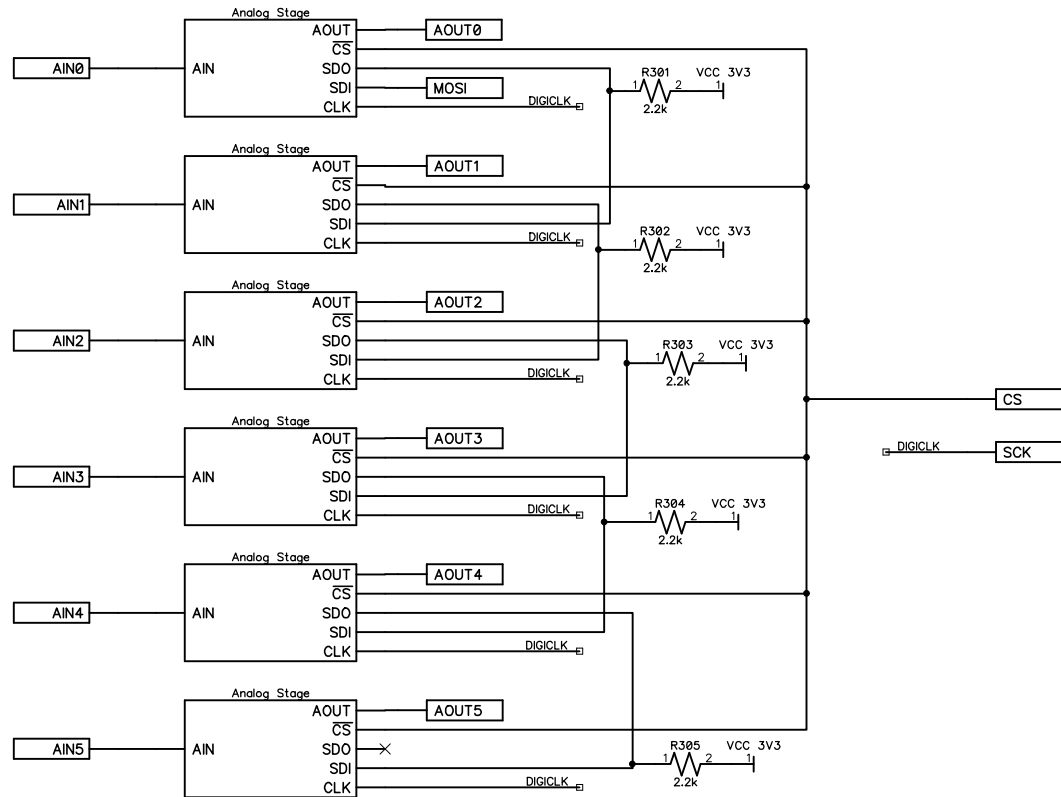 Analog Stage
AOUT AOUT0
CS
AIN0 AIN SDO
R301 VCC 3V3
1 2 1
2.2k
SDI MOSI
CLK DIGICLK
Analog Stage
AOUT AOUT1
CS
AIN1 AIN SDO
SDI
R302 VCC 3V3
1 2 1
2.2k
CLK DIGICLK
Analog Stage
AOUT AOUT2
CS
AIN2 AIN SDO
SDI
R303 VCC 3V3
1 2 1
2.2k
CLK DIGICLK
CS
Analog Stage
AOUT AOUT3
CS
DIGICLK SCK
AIN3 AIN SDO
SDI
R304 VCC 3V3
1 2 1
2.2k
CLK DIGICLK
Analog Stage
AOUT AOUT4
CS
AIN4 AIN SDO
SDI
CLK DIGICLK
Analog Stage
AOUT AOUT5
CS
AIN5 AIN SDO
R305 VCC 3V3
1 2 1
2.2k
SDI
CLK DIGICLK